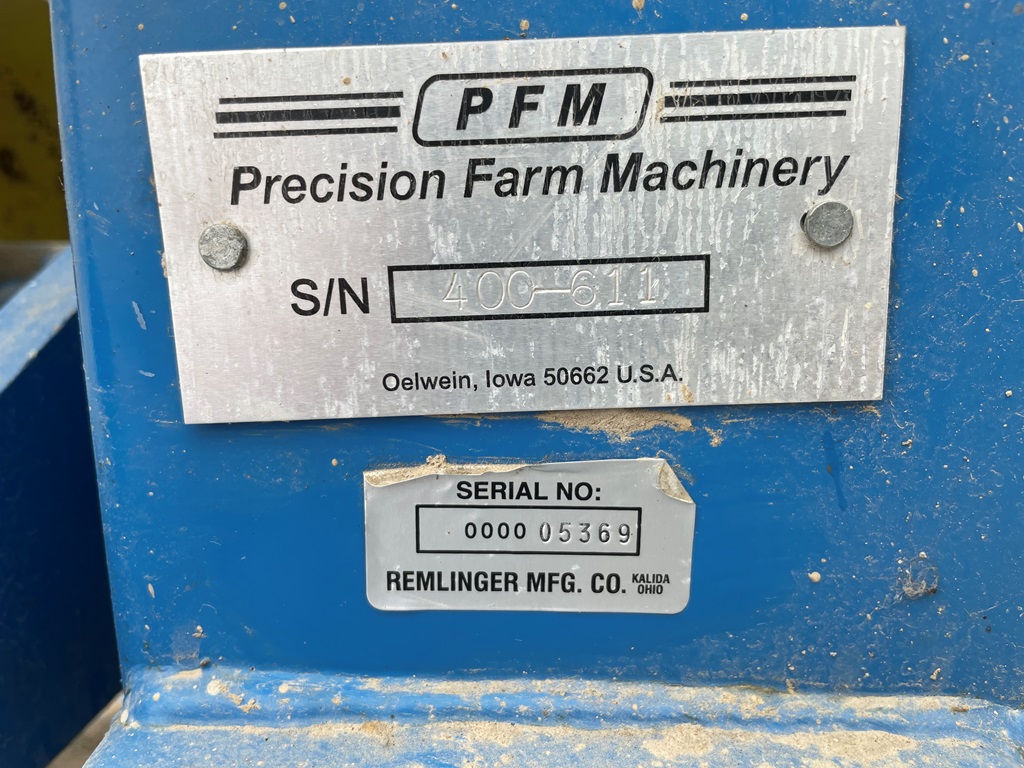 PFM
Precision Farm Machinery
S/N 400-611
Oelwein, Iowa 50662 U.S.A.
SERIAL NO:
0000 05369
REMLINGER MFG. CO. KALIDA
OHIO